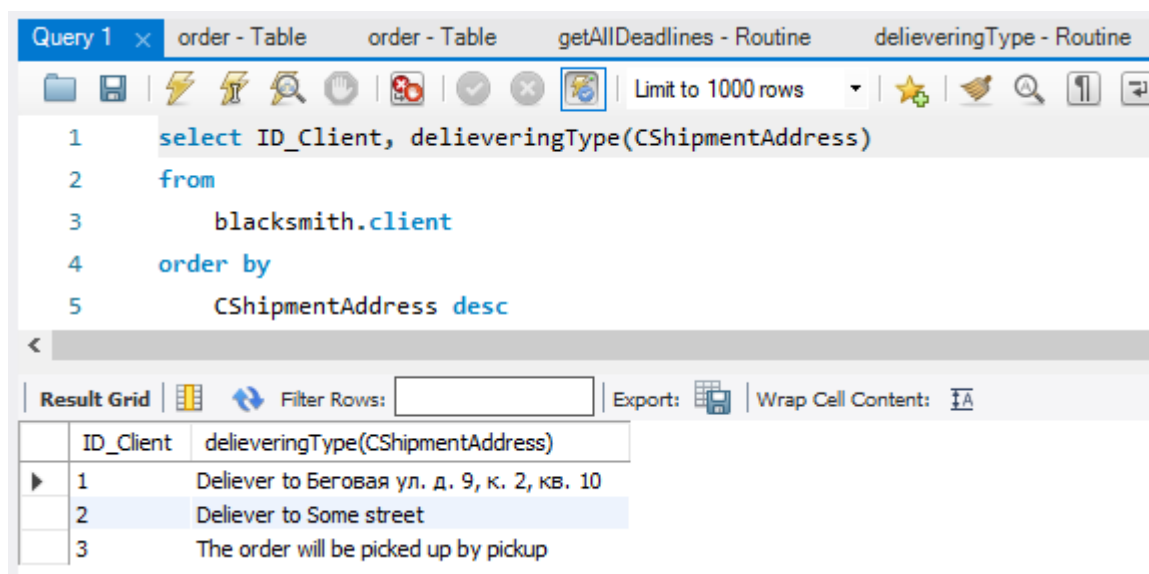 Query 1 × order - Table order - Table getAllDeadlines - Routine delieveringType - Routine
Limit to 1000 rows
1 select ID_Client, delieveringType(CShipmentAddress)
2 from
3 blacksmith.client
4 order by
5 CShipmentAddress desc
Result Grid Filter Rows: Export: Wrap Cell Content: IA
ID_Client delieveringType(CShipmentAddress)
1 Deliever to Беговая ул. д. 9, к. 2, кв. 10
2 Deliever to Some street
3 The order will be picked up by pickup